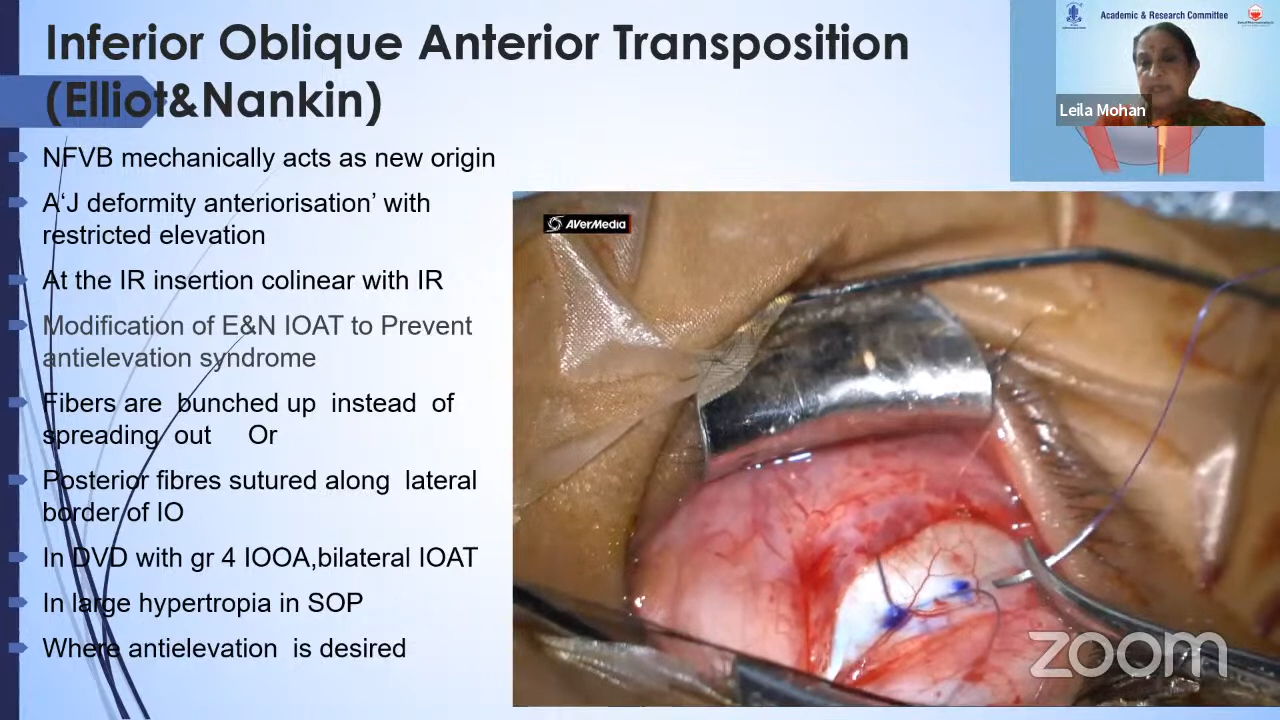 Inferior Oblique Anterior Transposition
(Elliot&Nankin)
NFVB mechanically acts as new origin
A‘J deformity anteriorisation’ with
restricted elevation
At the IR insertion colinear with IR
Modification of E&N IOAT to Prevent
antielevation syndrome
Fibers are bunched up instead of
spreading out Or
Posterior fibres sutured along lateral
border of IO
In DVD with gr 4 IOOA,bilateral IOAT
In large hypertropia in SOP
Where antielevation is desired
Academic & Research Committee
Leila Mohan
AVerMedia
zoom